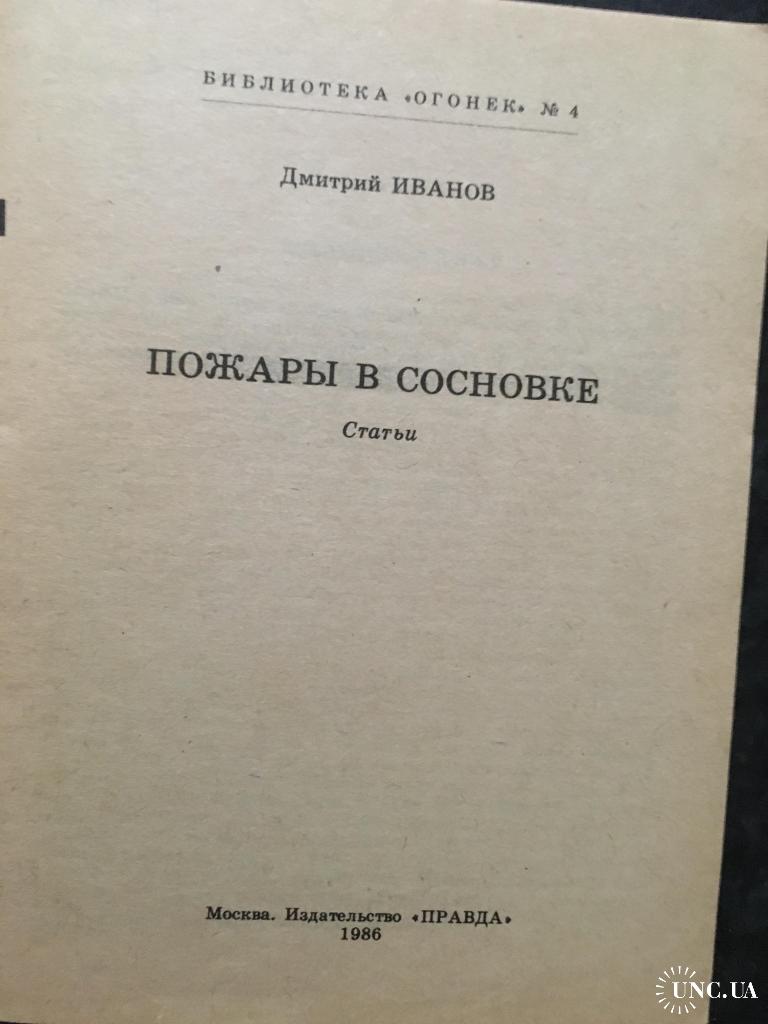 БИБЛИОТЕКА «ОГОНЕК» № 4
Дмитрий ИВАНОВ
ПОЖАРЫ В СОСНОВКЕ
Статьи
Москва. Издательство «ПРАВДА»
1986
UNC.UA